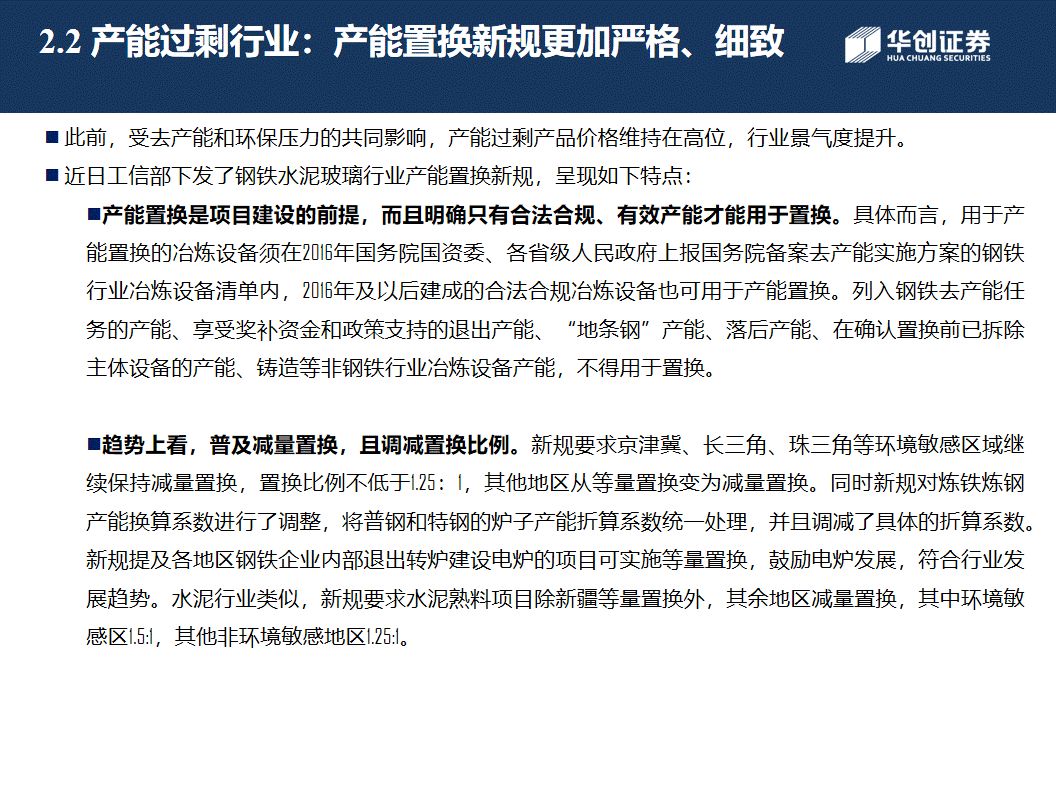 2.2 产能过剩行业：产能置换新规更加严格、细致
华创证券
HUA CHUANG SECURITIES
■ 此前，受去产能和环保压力的共同影响，产能过剩产品价格维持在高位，行业景气度提升。
■ 近日工信部下发了钢铁水泥玻璃行业产能置换新规，呈现如下特点：
■产能置换是项目建设的前提，而且明确只有合法合规、有效产能才能用于置换。具体而言，用于产
能置换的冶炼设备须在2016年国务院国资委、各省级人民政府上报国务院备案去产能实施方案的钢铁
行业冶炼设备清单内，2016年及以后建成的合法合规冶炼设备也可用于产能置换。列入钢铁去产能任
务的产能、享受奖补资金和政策支持的退出产能、“地条钢”产能、落后产能、在确认置换前已拆除
主体设备的产能、铸造等非钢铁行业冶炼设备产能，不得用于置换。
■趋势上看，普及减量置换，且调减置换比例。新规要求京津冀、长三角、珠三角等环境敏感区域继
续保持减量置换，置换比例不低于1.25：1，其他地区从等量置换变为减量置换。同时新规对炼铁炼钢
产能换算系数进行了调整，将普钢和特钢的炉子产能折算系数统一处理，并且调减了具体的折算系数。
新规提及各地区钢铁企业内部退出转炉建设电炉的项目可实施等量置换，鼓励电炉发展，符合行业发
展趋势。水泥行业类似，新规要求水泥熟料项目除新疆等量置换外，其余地区减量置换，其中环境敏
感区1.5:1，其他非环境敏感地区1.25:1。